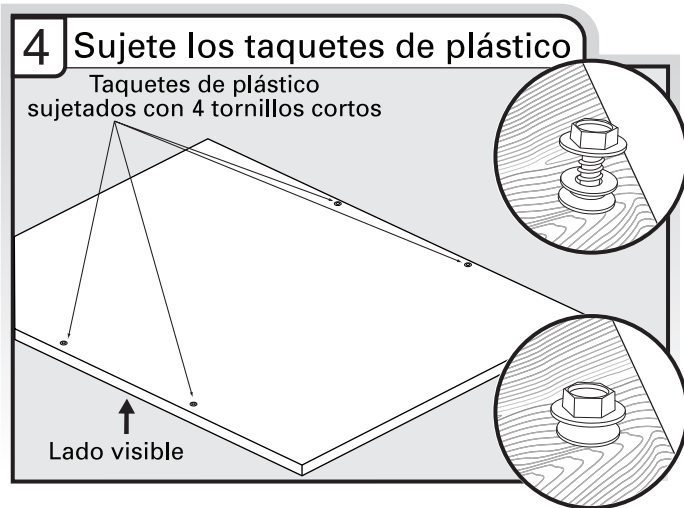 4 Sujete los taquetes de plástico
Taquetes de plástico
sujetados con 4 tornillos cortos
Lado visible